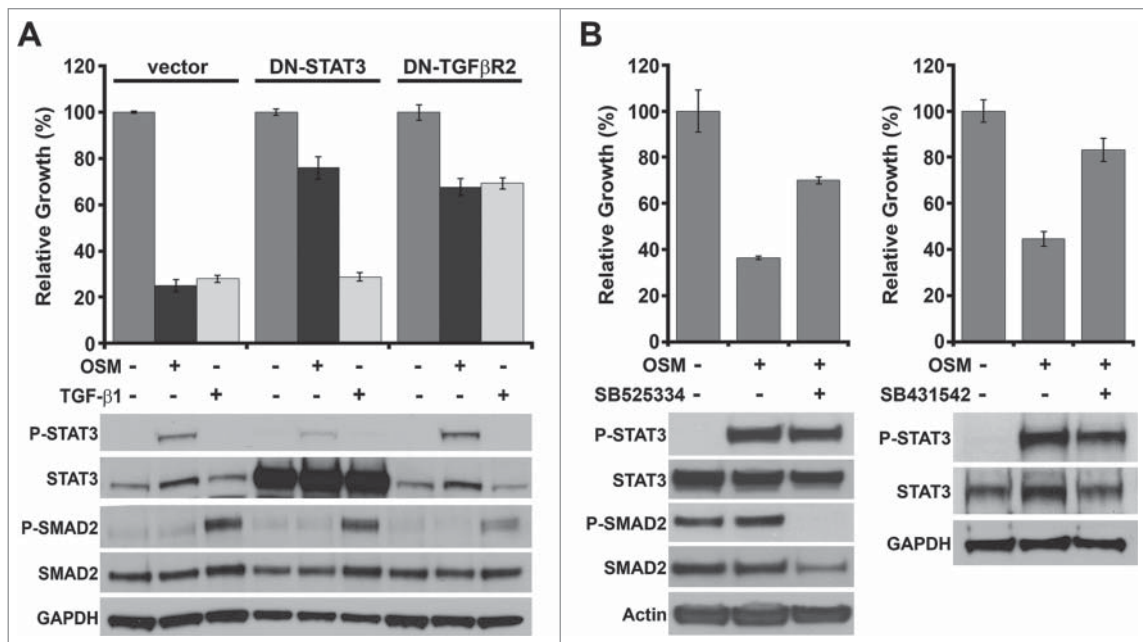 A
vector DN-STAT3 DN-TGFβR2
Relative Growth (%)
120
100
80
60
40
20
0
OSM - + - - + - - + -
TGF-β1 - - + - - + - - +
P-STAT3
STAT3
P-SMAD2
SMAD2
GAPDH
B
Relative Growth (%)
120
100
80
60
40
20
0
OSM - + +
SB525334 - - +
P-STAT3
STAT3
P-SMAD2
SMAD2
Actin
Relative Growth (%)
120
100
80
60
40
20
0
OSM - + +
SB431542 - - +
P-STAT3
STAT3
GAPDH